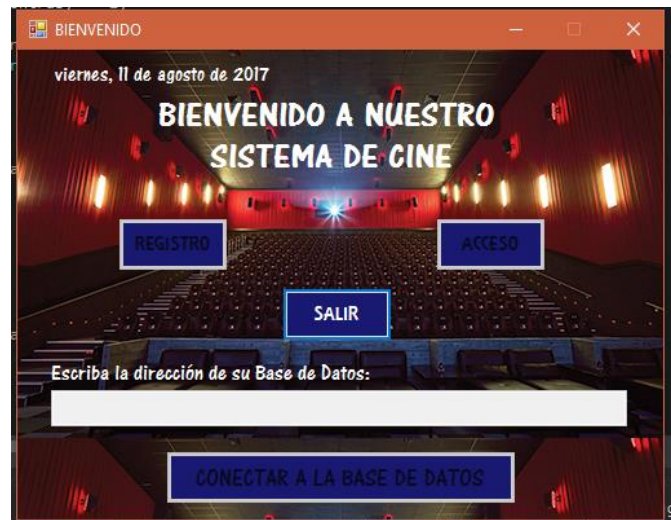 BIENVENIDO
viernes, 11 de agosto de 2017
BIENVENIDO A NUESTRO
SISTEMA DE CINE
REGISTRO
ACCESO
SALIR
Escriba la dirección de su Base de Datos:
CONECTAR A LA BASE DE DATOS